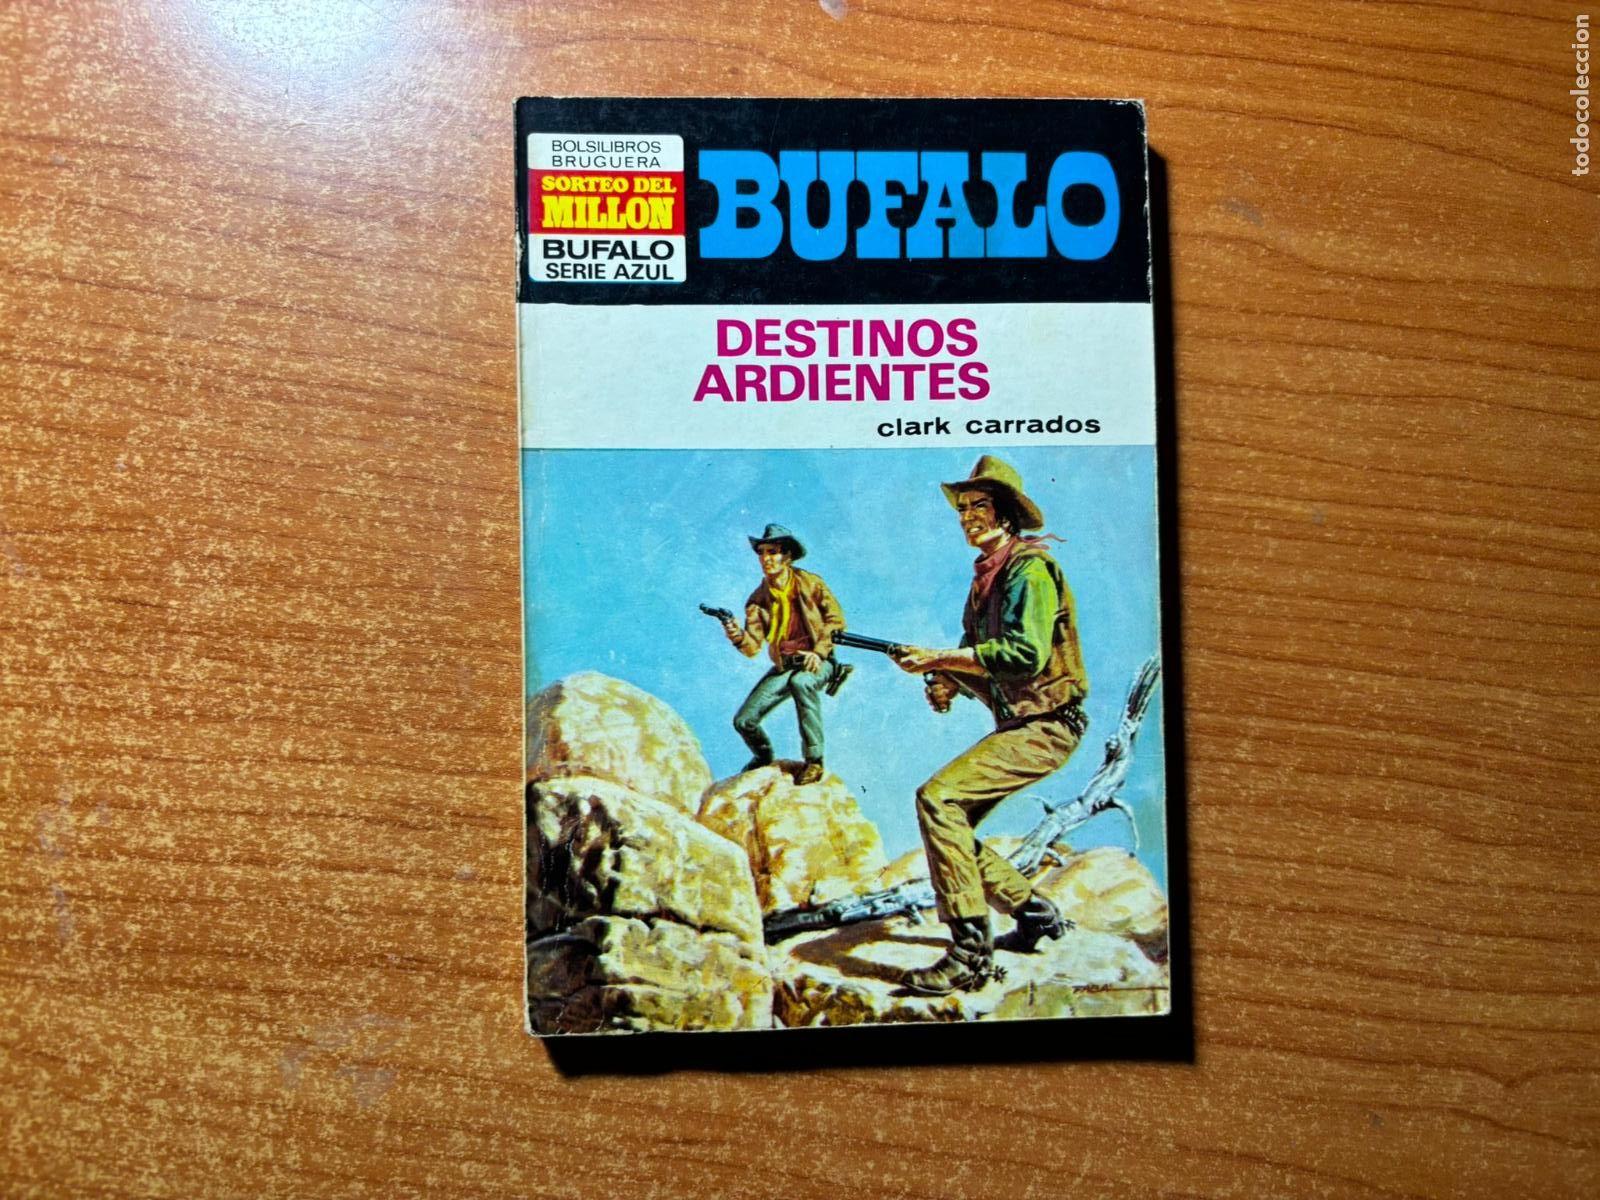 BOLSILIBROS
BRUGUERA
SORTEO DEL
MILLON
BUFALO
SERIE AZUL
BUFALO
DESTINOS
ARDIENTES
clark carrados
todocoleccion